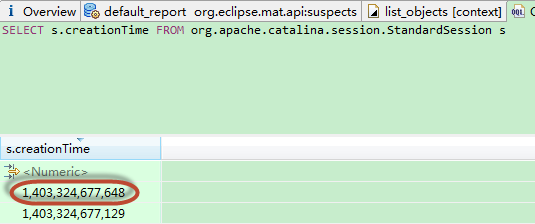 Overview default_report org.eclipse.mat.api:suspects list_objects [context]
SELECT s.creationTime FROM org.apache.catalina.session.StandardSession s
s.creationTime
<Numeric>
1,403,324,677,648
1,403,324,677,129